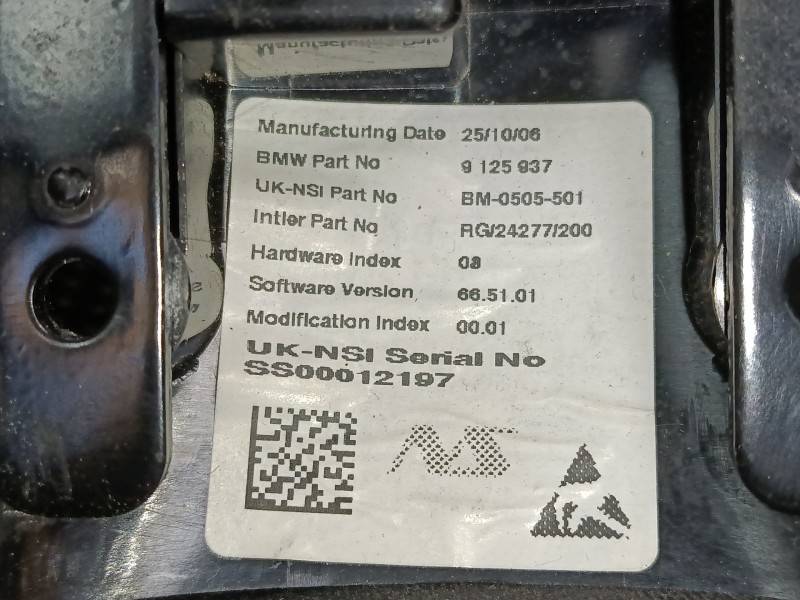 Manufacturing Date
Manufacturing Date 25/10/06
BMW Part No 9 125 937
UK-NSI Part No BM-0505-501
Intier Part No RG/24277/200
Hardware Index 08
Software Version 66.51.01
Modification Index 00.01
UK-NSI Serial No
SS00012197